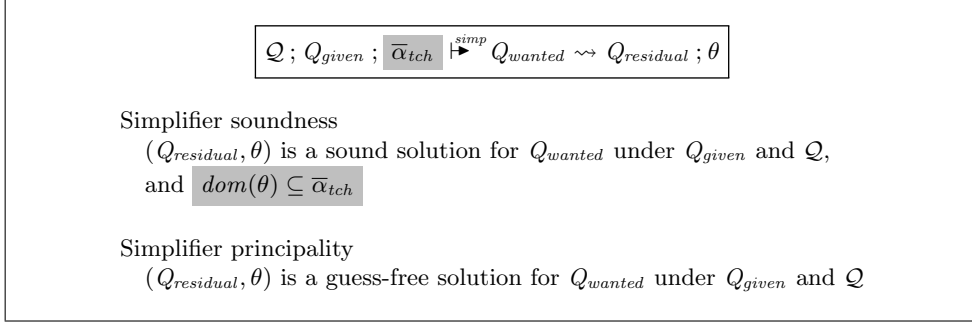 𝒬 ; Q_given ; ᾱ_tch ⊢^simp Q_wanted ⇝ Q_residual ; θ
Simplifier soundness
(Q_residual, θ) is a sound solution for Q_wanted under Q_given and 𝒬,
and dom(θ) ⊆ ᾱ_tch
Simplifier principality
(Q_residual, θ) is a guess-free solution for Q_wanted under Q_given and 𝒬